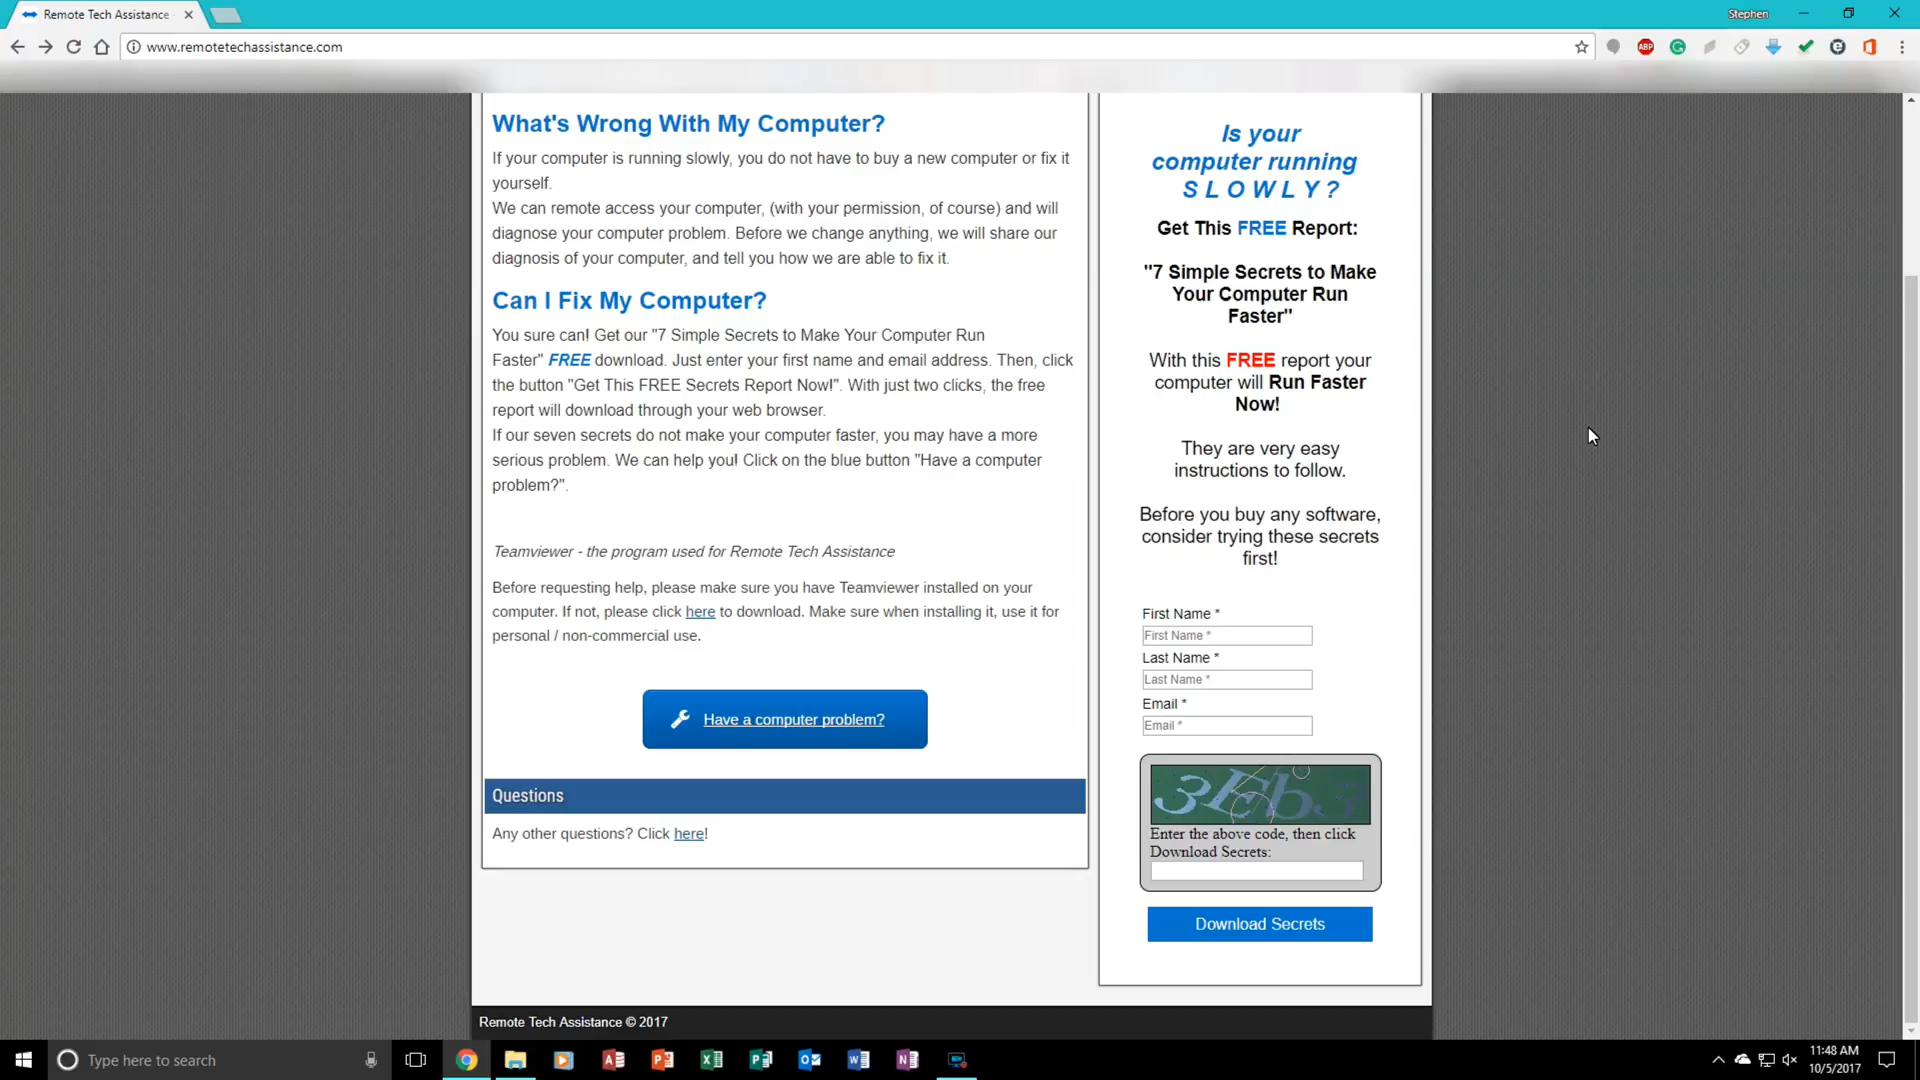 Remote Tech Assistance
Stephen
www.remotetechassistance.com
ABP
What's Wrong With My Computer?
If your computer is running slowly, you do not have to buy a new computer or fix it
yourself.
We can remote access your computer, (with your permission, of course) and will
diagnose your computer problem. Before we change anything, we will share our
diagnosis of your computer, and tell you how we are able to fix it.
Can I Fix My Computer?
You sure can! Get our "7 Simple Secrets to Make Your Computer Run
Faster" FREE download. Just enter your first name and email address. Then, click
the button "Get This FREE Secrets Report Now!". With just two clicks, the free
report will download through your web browser.
If our seven secrets do not make your computer faster, you may have a more
serious problem. We can help you! Click on the blue button "Have a computer
problem?".
Teamviewer - the program used for Remote Tech Assistance
Before requesting help, please make sure you have Teamviewer installed on your
computer. If not, please click here to download. Make sure when installing it, use it for
personal / non-commercial use.
Have a computer problem?
Questions
Any other questions? Click here!
Is your
computer running
S L O W L Y ?
Get This FREE Report:
"7 Simple Secrets to Make
Your Computer Run
Faster"
With this FREE report your
computer will Run Faster
Now!
They are very easy
instructions to follow.
Before you buy any software,
consider trying these secrets
first!
First Name *
First Name *
Last Name *
Last Name *
Email *
Email *
Enter the above code, then click
Download Secrets:
Download Secrets
Remote Tech Assistance © 2017
Type here to search
11:48 AM
10/5/2017